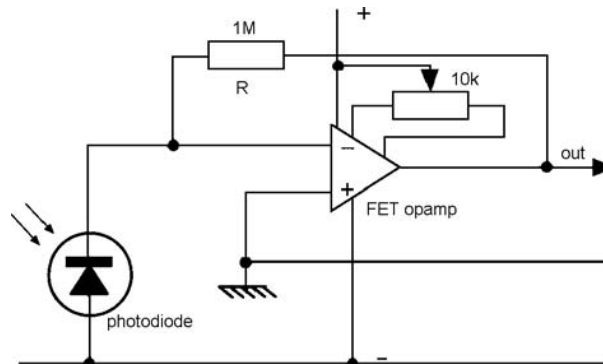 +
1M
R
10k
−
+
out
FET opamp
photodiode
−